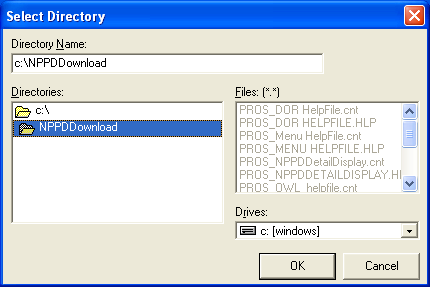 Select Directory
Directory Name:
c:\NPPDDownload
Directories:
c:\
NPPDDownload
Files: (*.*)
PROS_DOR HelpFile.cnt
PROS_DOR HELPFILE.HLP
PROS_Menu HelpFile.cnt
PROS_MENU HELPFILE.HLP
PROS_NPPDDetailDisplay.cnt
PROS_NPPDDETAILDISPLAY.HL
PROS_OWL_helpfile.cnt
Drives:
c: [windows]
OK
Cancel